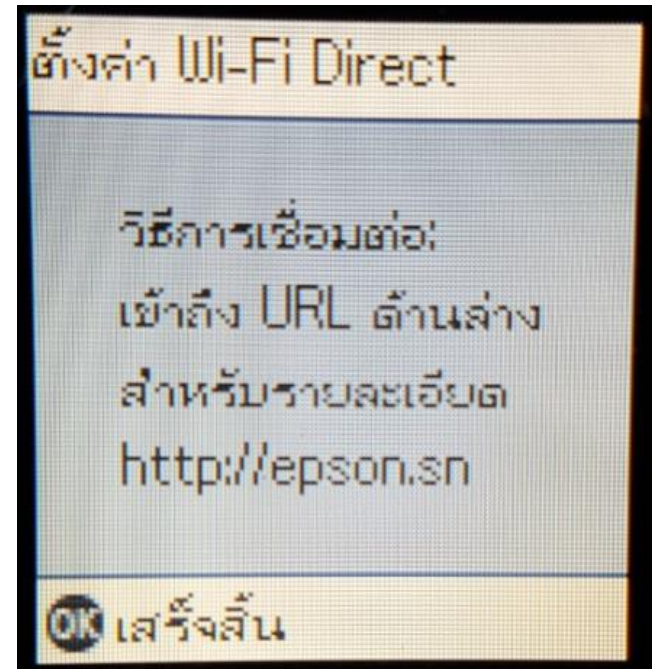 ตั้งค่า Wi-Fi Direct
วิธีการเชื่อมต่อ:
เข้าถึง URL ด้านล่าง
สำหรับรายละเอียด
http://epson.sn
OK เสร็จสิ้น